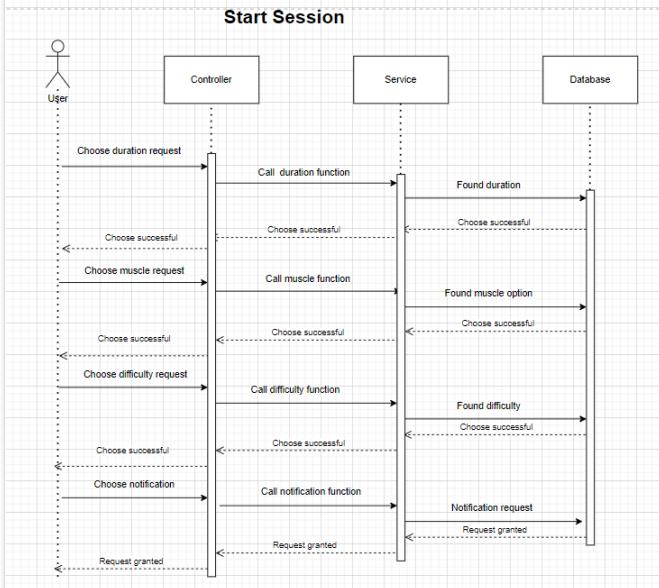 Start Session
User
Controller
Service
Database
Choose duration request
Call duration function
Found duration
Choose successful
Choose successful
Choose successful
Choose muscle request
Call muscle function
Found muscle option
Choose successful
Choose successful
Choose successful
Choose difficulty request
Call difficulty function
Found difficulty
Choose successful
Choose successful
Choose successful
Choose notification
Call notification function
Notification request
Request granted
Request granted
Request granted